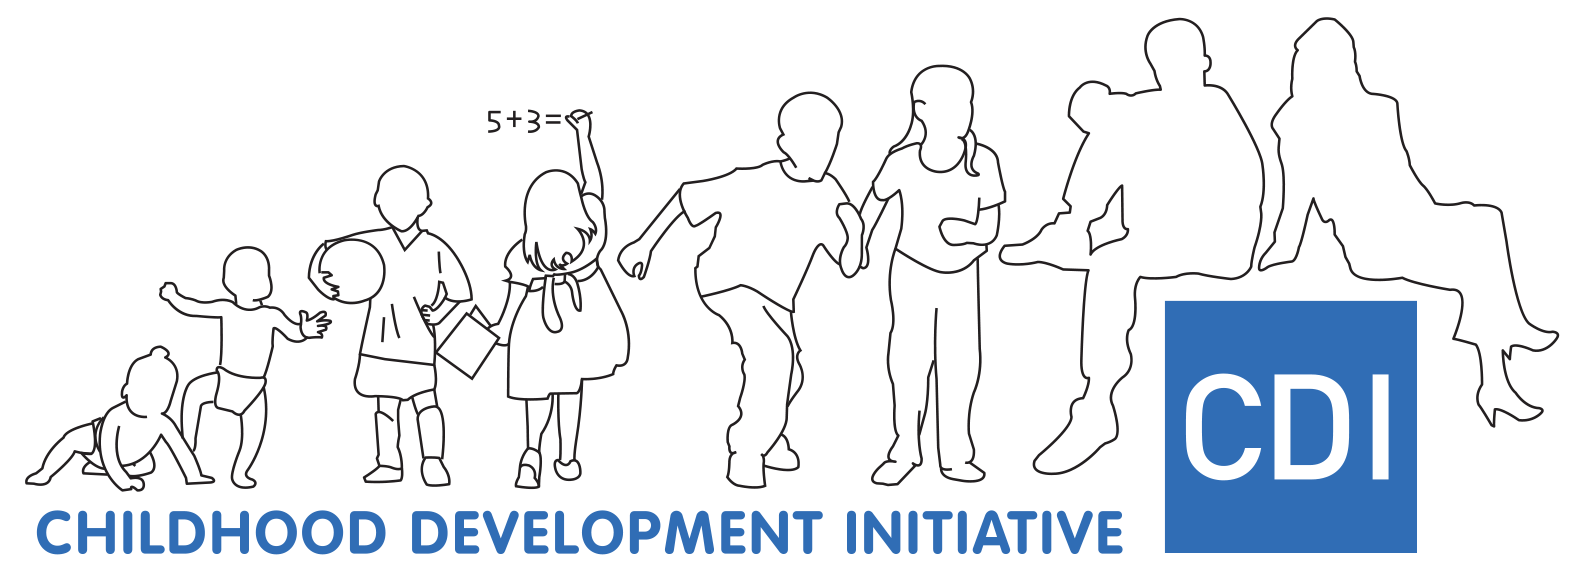 5+3=
CDI
CHILDHOOD DEVELOPMENT INITIATIVE